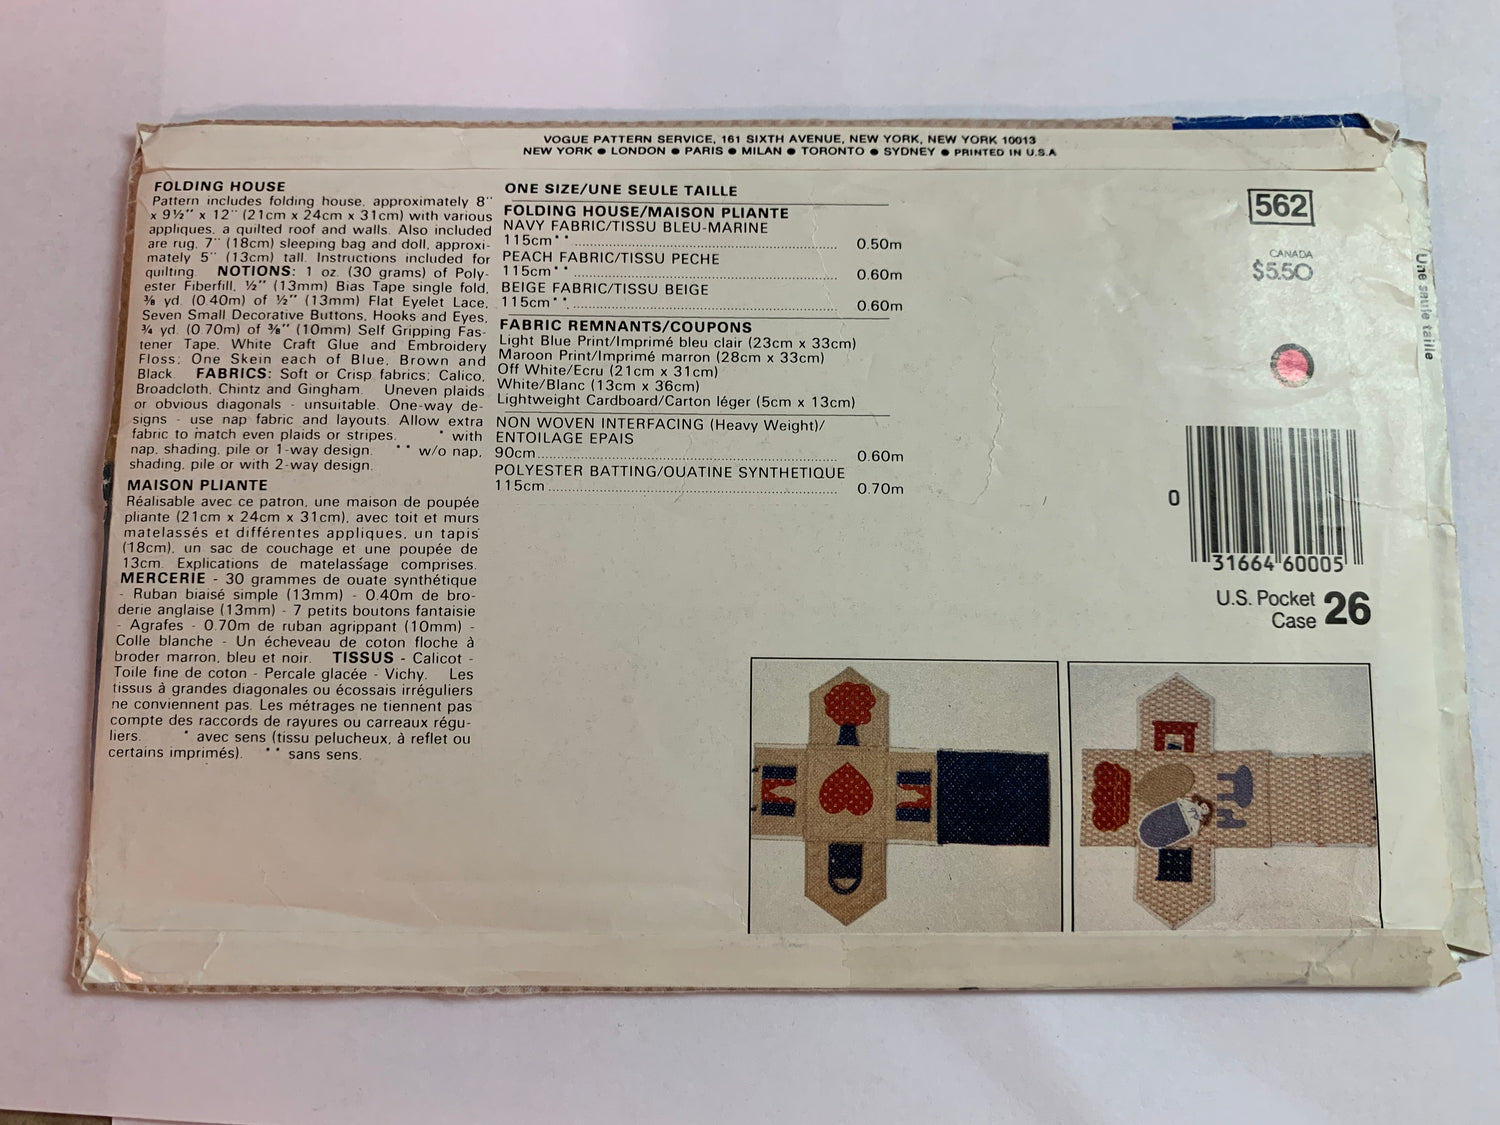 VOGUE PATTERN SERVICE, 161 SIXTH AVENUE, NEW YORK, NEW YORK 10013
NEW YORK ● LONDON ● PARIS ● MILAN ● TORONTO ● SYDNEY ● PRINTED IN U.S.A
FOLDING HOUSE
Pattern includes folding house, approximately 8"
x 9½" x 12" (21cm x 24cm x 31cm) with various
appliques, a quilted roof and walls. Also included
are rug, 7" (18cm) sleeping bag and doll, approxi-
mately 5" (13cm) tall. Instructions included for
quilting. NOTIONS: 1 oz. (30 grams) of Poly-
ester Fiberfill, ½" (13mm) Bias Tape single fold,
⅜ yd. (0.40m) of ½" (13mm) Flat Eyelet Lace,
Seven Small Decorative Buttons, Hooks and Eyes,
¾ yd. (0.70m) of ⅜" (10mm) Self Gripping Fas-
tener Tape, White Craft Glue and Embroidery
Floss: One Skein each of Blue, Brown and
Black. FABRICS: Soft or Crisp fabrics; Calico,
Broadcloth, Chintz and Gingham. Uneven plaids
or obvious diagonals - unsuitable. One-way de-
signs - use nap fabric and layouts. Allow extra
fabric to match even plaids or stripes. * with
nap, shading, pile or 1-way design. ** w/o nap,
shading, pile or with 2-way design.
MAISON PLIANTE
Réalisable avec ce patron, une maison de poupée
pliante (21cm x 24cm x 31cm), avec toit et murs
matelassés et différentes appliques, un tapis
(18cm), un sac de couchage et une poupée de
13cm. Explications de matelassage comprises.
MERCERIE - 30 grammes de ouate synthétique
- Ruban biaisé simple (13mm) - 0.40m de bro-
derie anglaise (13mm) - 7 petits boutons fantaisie
- Agrafes - 0.70m de ruban agrippant (10mm) -
Colle blanche - Un écheveau de coton floche à
broder marron, bleu et noir. TISSUS - Calicot -
Toile fine de coton - Percale glacée - Vichy. Les
tissus à grandes diagonales ou écossais irréguliers
ne conviennent pas. Les métrages ne tiennent pas
compte des raccords de rayures ou carreaux régu-
liers. * avec sens (tissu pelucheux, à reflet ou
certains imprimés). ** sans sens.
ONE SIZE/UNE SEULE TAILLE
FOLDING HOUSE/MAISON PLIANTE
NAVY FABRIC/TISSU BLEU-MARINE
115cm** 0.50m
PEACH FABRIC/TISSU PECHE
115cm** 0.60m
BEIGE FABRIC/TISSU BEIGE
115cm** 0.60m
FABRIC REMNANTS/COUPONS
Light Blue Print/Imprimé bleu clair (23cm x 33cm)
Maroon Print/Imprimé marron (28cm x 33cm)
Off White/Ecru (21cm x 31cm)
White/Blanc (13cm x 36cm)
Lightweight Cardboard/Carton léger (5cm x 13cm)
NON WOVEN INTERFACING (Heavy Weight)/
ENTOILAGE EPAIS
90cm 0.60m
POLYESTER BATTING/OUATINE SYNTHETIQUE
115cm 0.70m
562
CANADA
$5.50
Une seule taille
0 31664 60005
U.S. Pocket
Case 26